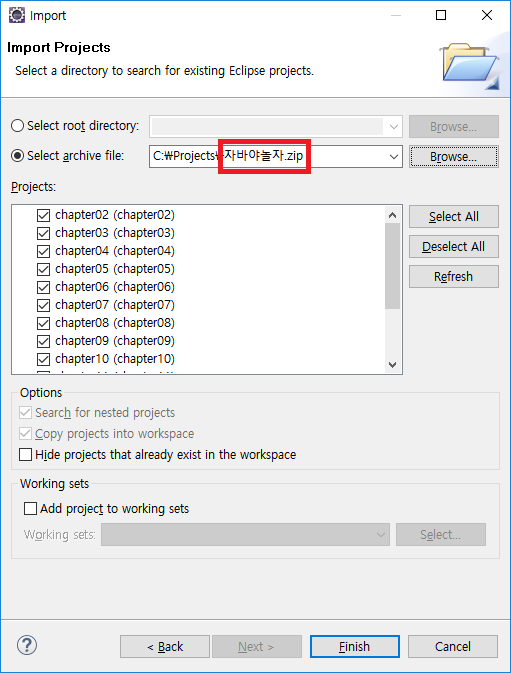 Import
Import Projects
Select a directory to search for existing Eclipse projects.
Select root directory:
Browse...
Select archive file:
C:₩Projects₩자바야놀자.zip
Browse...
Projects:
chapter02 (chapter02)
chapter03 (chapter03)
chapter04 (chapter04)
chapter05 (chapter05)
chapter06 (chapter06)
chapter07 (chapter07)
chapter08 (chapter08)
chapter09 (chapter09)
chapter10 (chapter10)
Select All
Deselect All
Refresh
Options
Search for nested projects
Copy projects into workspace
Hide projects that already exist in the workspace
Working sets
Add project to working sets
Working sets:
Select...
?
< Back
Next >
Finish
Cancel